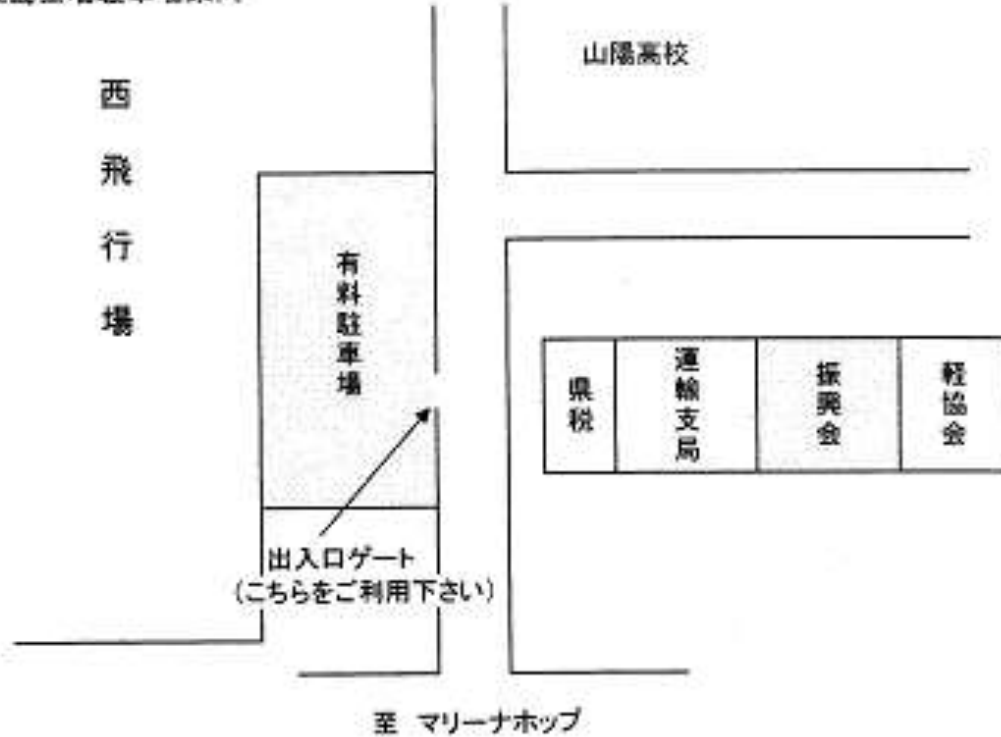 山陽高校
西飛行場
有料駐車場
県税
運輸支局
振興会
軽協会
出入口ゲート
(こちらをご利用下さい)
至 マリーナホップ